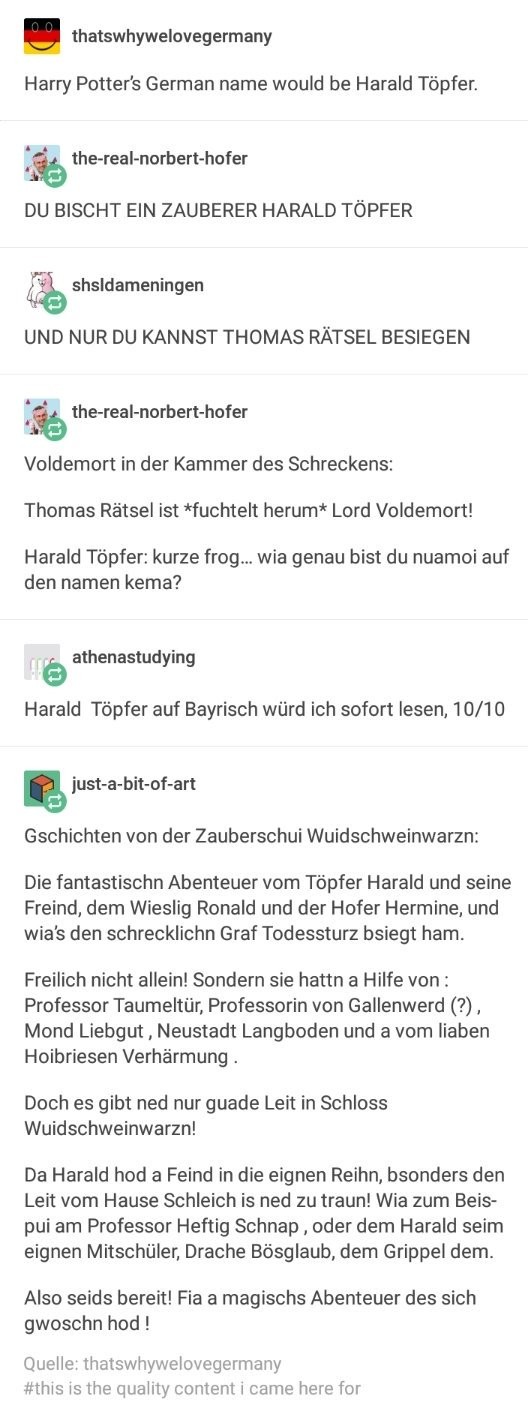 thatswhywelovegermany
Harry Potter's German name would be Harald Töpfer.
the-real-norbert-hofer
DU BISCHT EIN ZAUBERER HARALD TÖPFER
shsldameningen
UND NUR DU KANNST THOMAS RÄTSEL BESIEGEN
the-real-norbert-hofer
Voldemort in der Kammer des Schreckens:
Thomas Rätsel ist *fuchtelt herum* Lord Voldemort!
Harald Töpfer: kurze frog... wia genau bist du nuamoi auf
den namen kema?
athenastudying
Harald  Töpfer auf Bayrisch würd ich sofort lesen, 10/10
just-a-bit-of-art
Gschichten von der Zauberschui Wuidschweinwarzn:
Die fantastischn Abenteuer vom Töpfer Harald und seine
Freind, dem Wieslig Ronald und der Hofer Hermine, und
wia's den schrecklichn Graf Todessturz bsiegt ham.
Freilich nicht allein! Sondern sie hattn a Hilfe von :
Professor Taumeltür, Professorin von Gallenwerd (?) ,
Mond Liebgut , Neustadt Langboden und a vom liaben
Hoibriesen Verhärmung .
Doch es gibt ned nur guade Leit in Schloss
Wuidschweinwarzn!
Da Harald hod a Feind in die eignen Reihn, bsonders den
Leit vom Hause Schleich is ned zu traun! Wia zum Beis-
pui am Professor Heftig Schnap , oder dem Harald seim
eignen Mitschüler, Drache Bösglaub, dem Grippel dem.
Also seids bereit! Fia a magischs Abenteuer des sich
gwoschn hod !
Quelle: thatswhywelovegermany
#this is the quality content i came here for